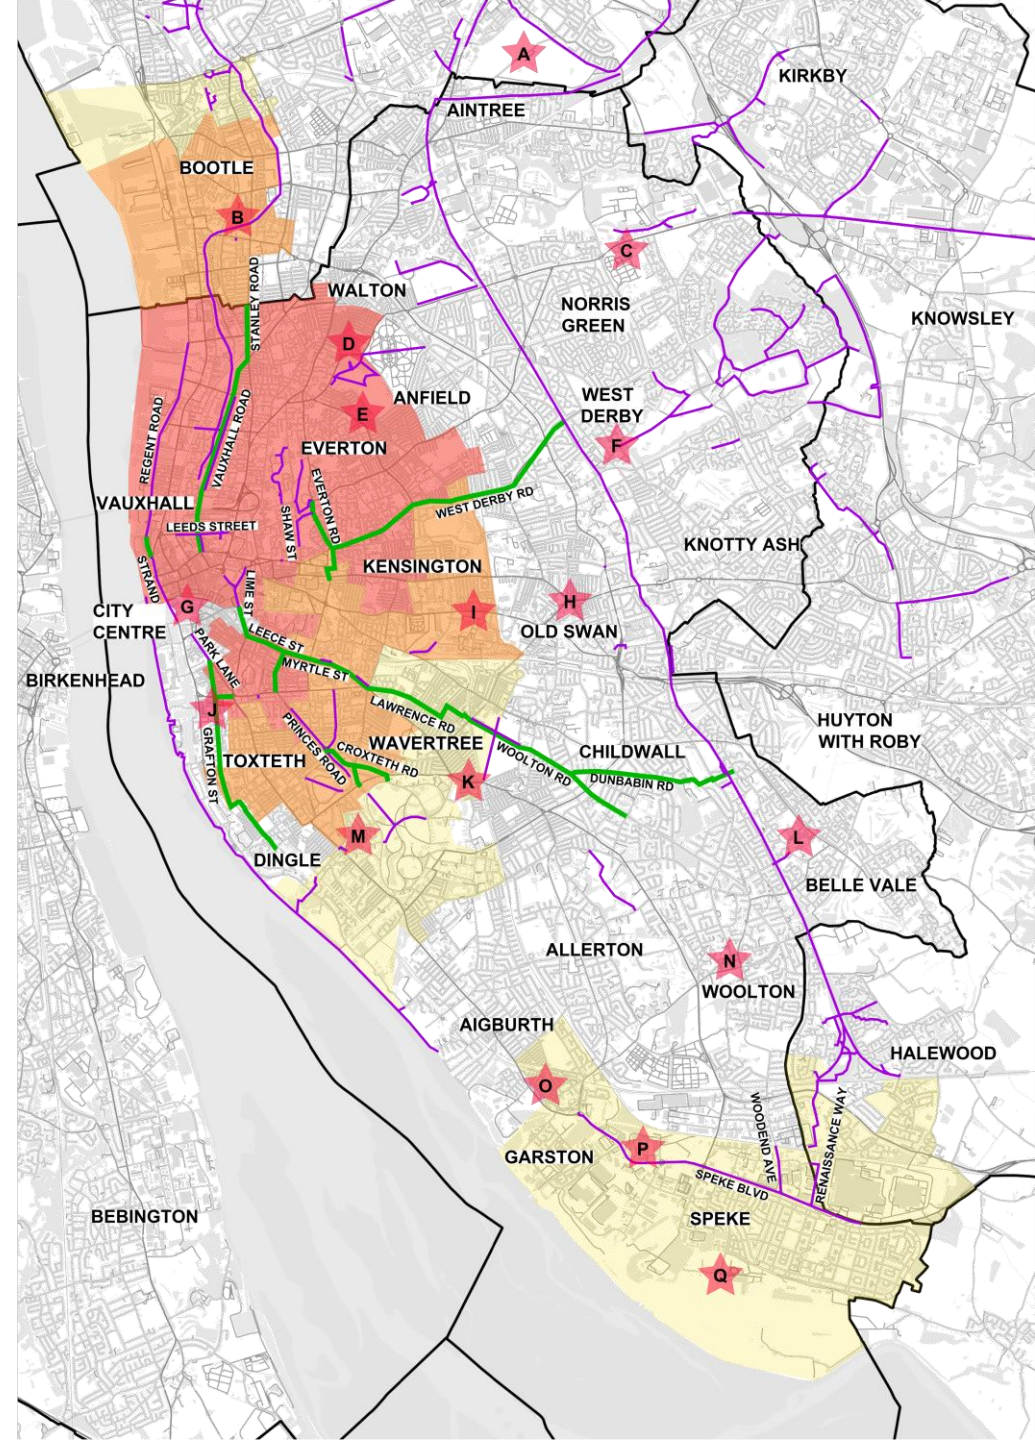 A
KIRKBY
AINTREE
BOOTLE
B
C
STANLEY ROAD
WALTON
NORRIS
GREEN
KNOWSLEY
D
ANFIELD
WEST
DERBY
E
EVERTON
F
REGENT ROAD
VAUXHALL ROAD
VAUXHALL
LEEDS STREET
SHAW ST
EVERTON RD
WEST DERBY RD
KNOTTY ASH
KENSINGTON
STRAND
LIME ST
G
CITY
CENTRE
I
H
OLD SWAN
PARK LANE
LEECE ST
MYRTLE ST
BIRKENHEAD
J
LAWRENCE RD
HUYTON
WITH ROBY
GRAFTON ST
TOXTETH
PRINCES ROAD
CROXTETH RD
WAVERTREE
WOOLTON RD
CHILDWALL
DUNBABIN RD
K
DINGLE
M
L
BELLE VALE
ALLERTON
N
WOOLTON
AIGBURTH
HALEWOOD
O
WOODEND AVE
RENAISSANCE WAY
GARSTON
P
SPEKE BLVD
SPEKE
BEBINGTON
Q